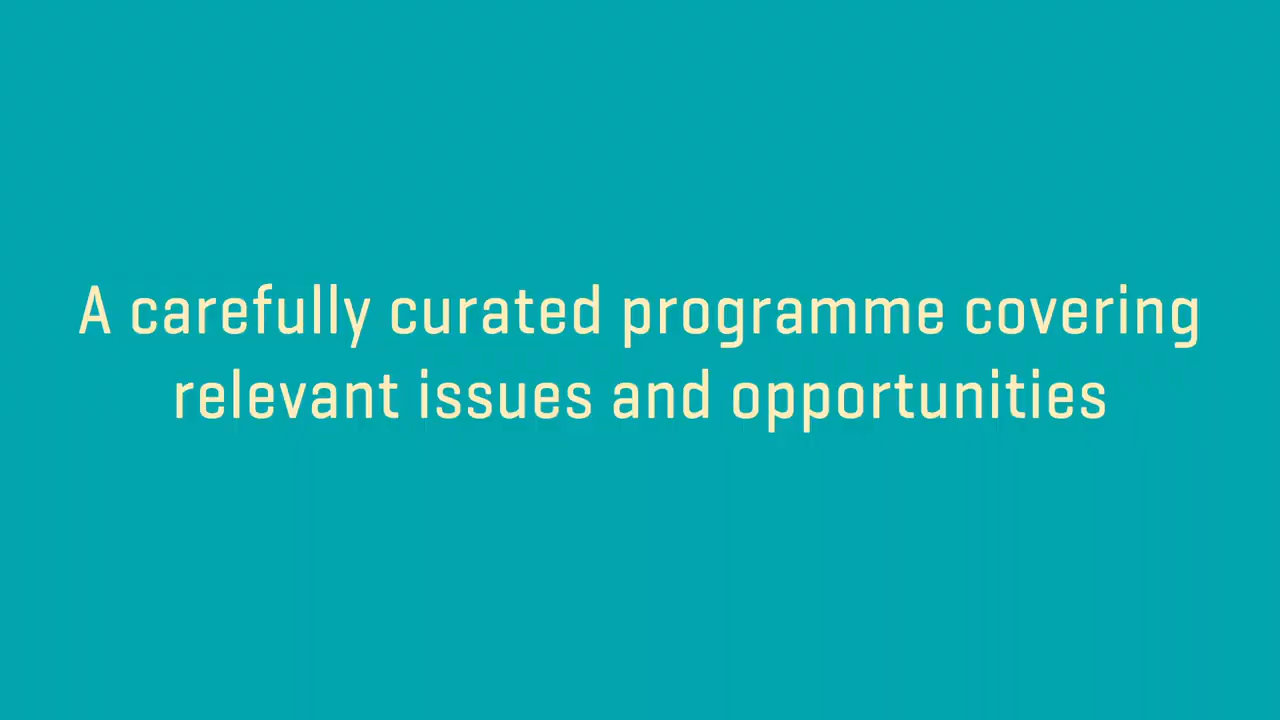 A carefully curated programme covering
relevant issues and opportunities